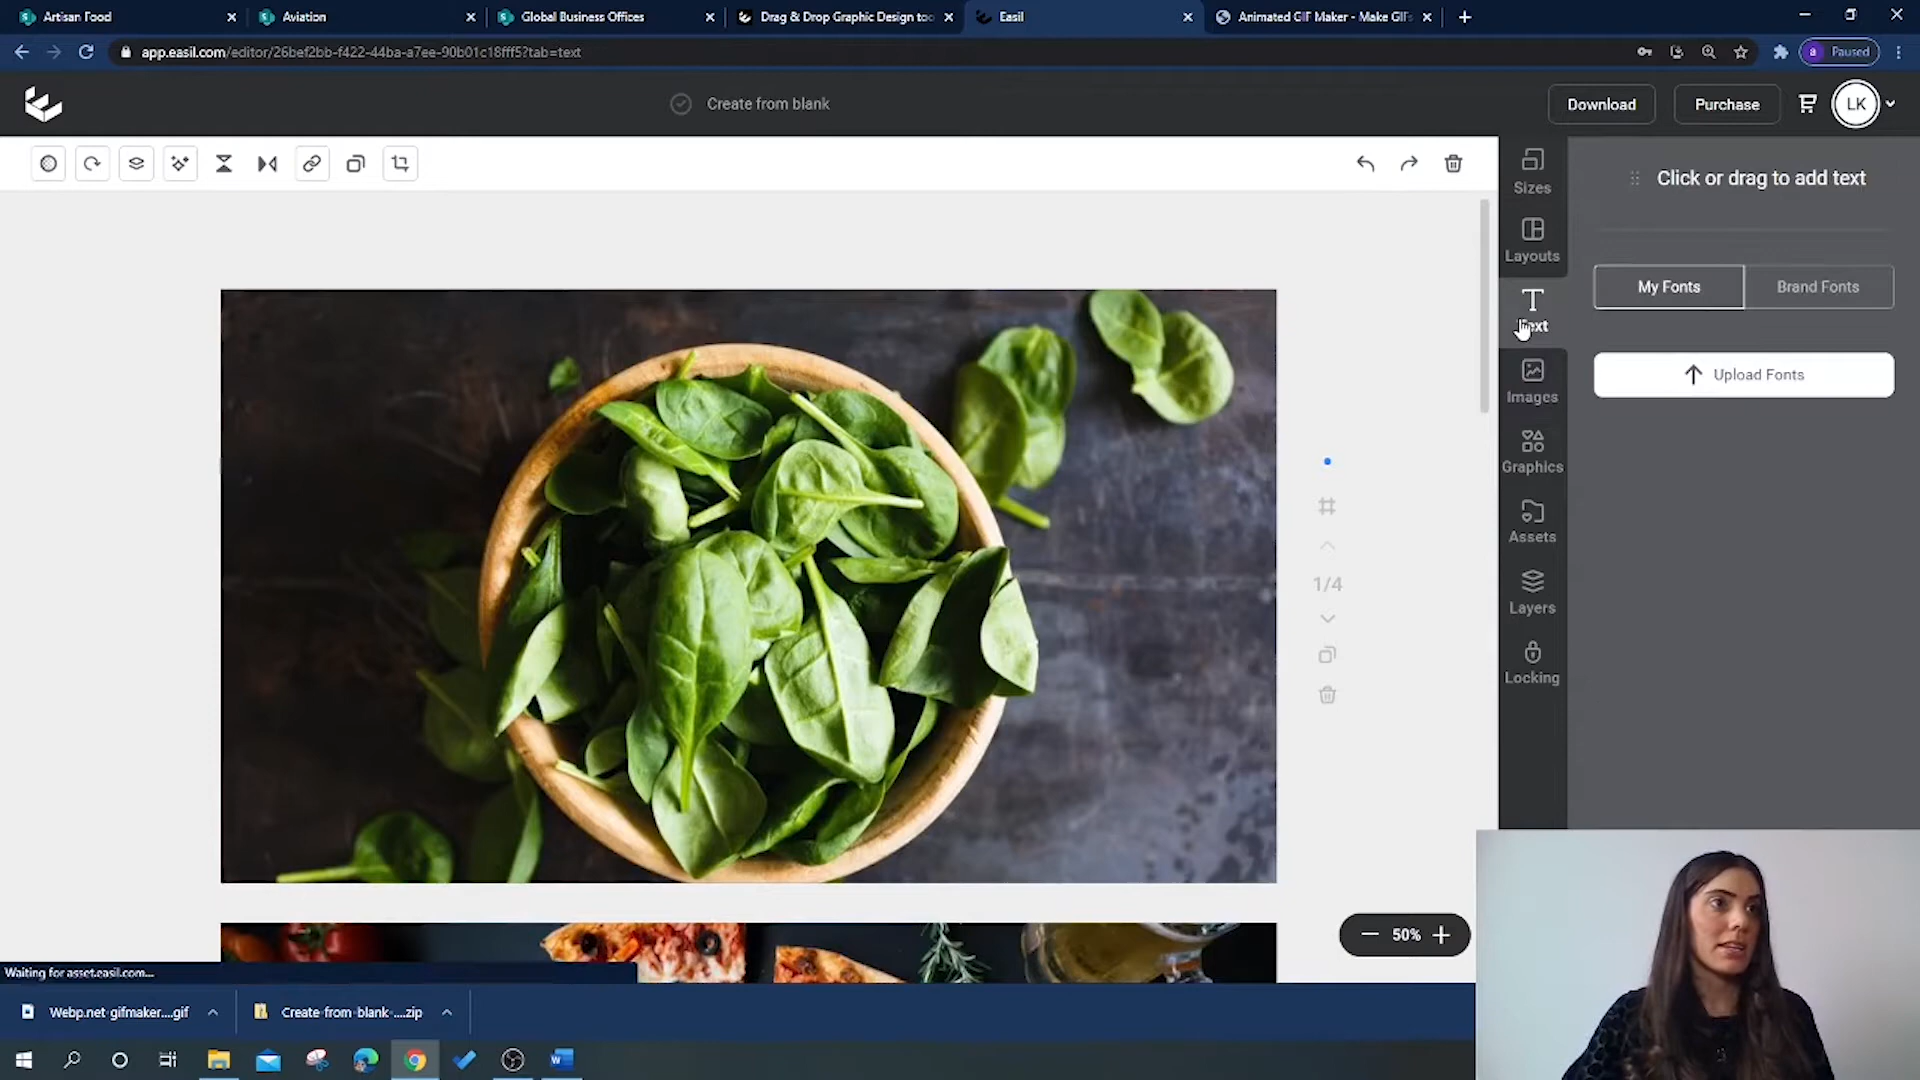 Artisan Food
Aviation
Global Business Offices
Drag & Drop Graphic Design too
Easil
Animated GIF Maker - Make GIFs
app.easil.com/editor/26bef2bb-f422-44ba-a7ee-90b01c18fff5?tab=text
a Paused
Create from blank
Download
Purchase
LK
Sizes
Layouts
Text
Images
Graphics
Assets
Layers
Locking
Click or drag to add text
My Fonts
Brand Fonts
Upload Fonts
1/4
50%
Waiting for asset.easil.com...
Webp.net-gifmaker....gif
Create-from-blank-....zip
W